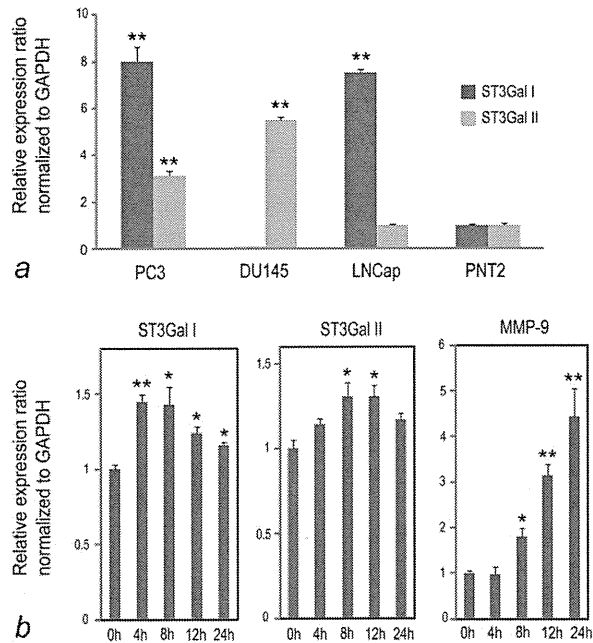 Relative expression ratio
normalized to GAPDH
10
8
6
4
2
0
**
**
**
**
ST3Gal I
ST3Gal II
PC3
DU145
LNCap
PNT2
a
ST3Gal I
ST3Gal II
MMP-9
Relative expression ratio
normalized to GAPDH
1.5
1
0.5
0
**
*
*
*
0h
4h
8h
12h
24h
1.5
1
0.5
0
*
*
0h
4h
8h
12h
24h
6
5
4
3
2
1
0
*
**
**
0h
4h
8h
12h
24h
b